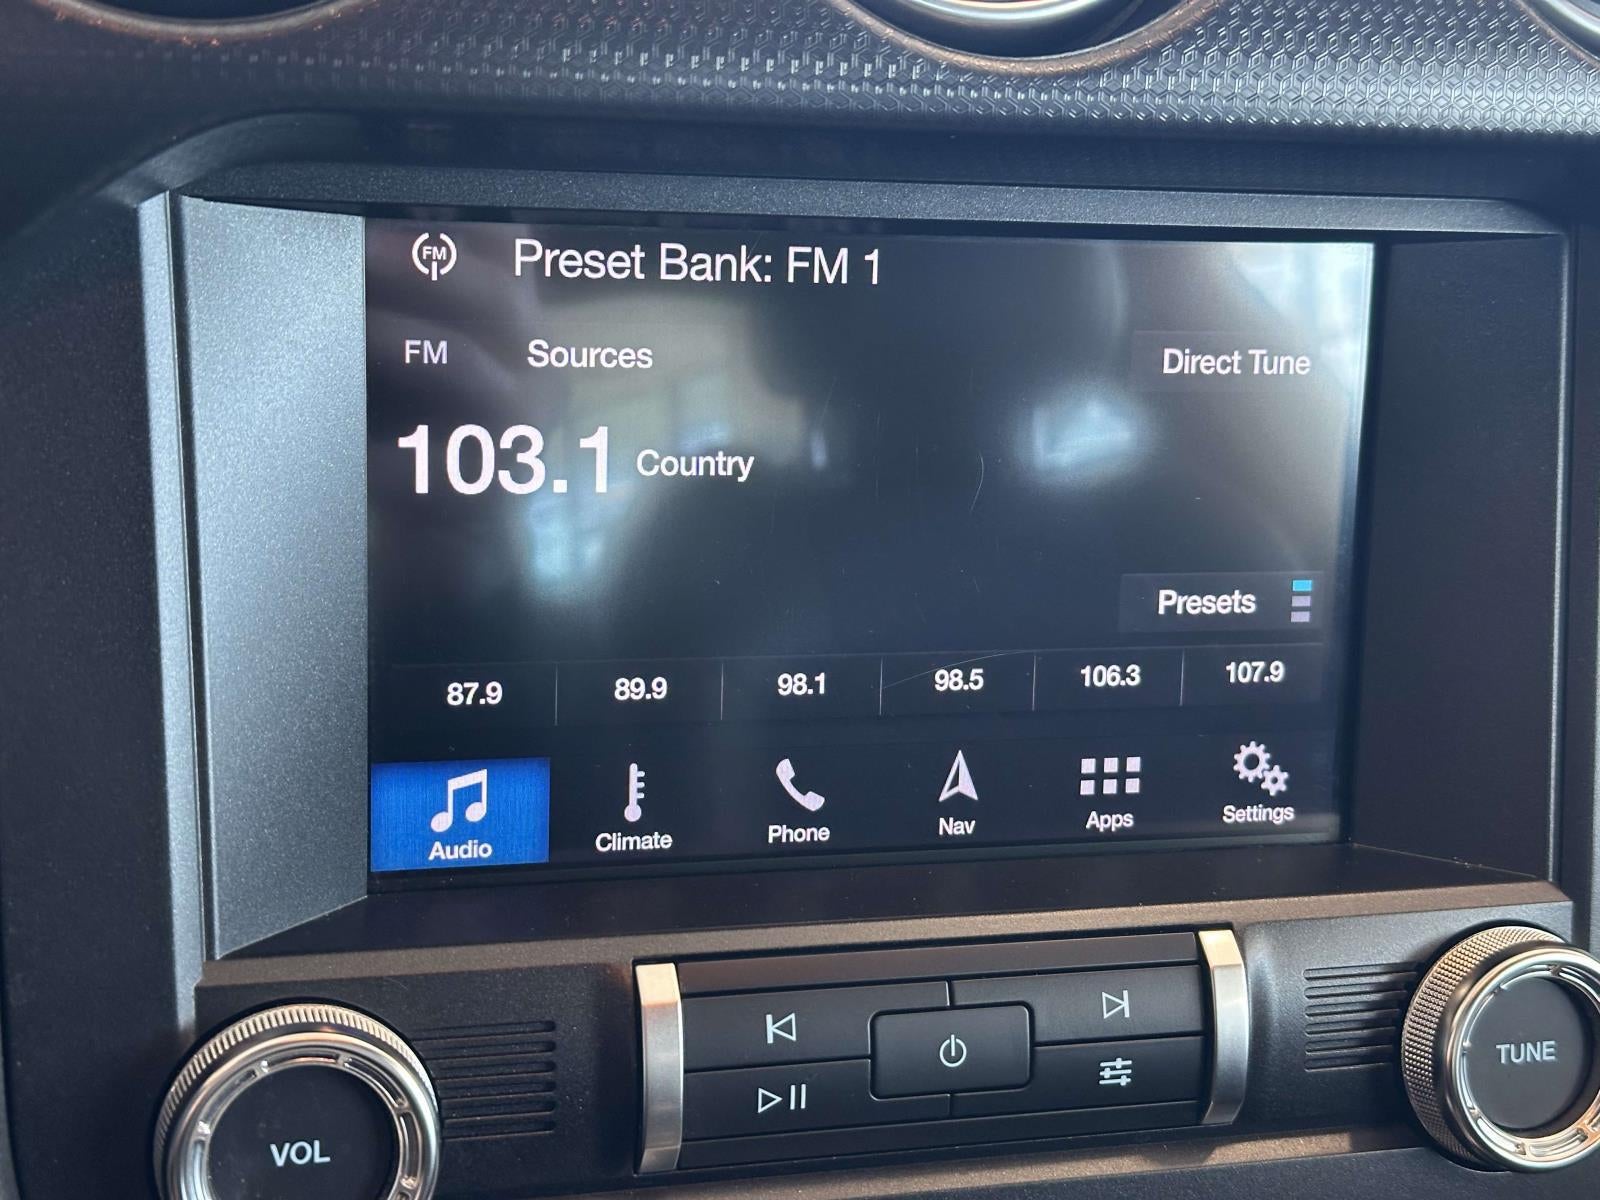 FM Preset Bank: FM 1
FM Sources Direct Tune
103.1 Country
Presets
87.9 89.9 98.1 98.5 106.3 107.9
Audio Climate Phone Nav Apps Settings
VOL TUNE